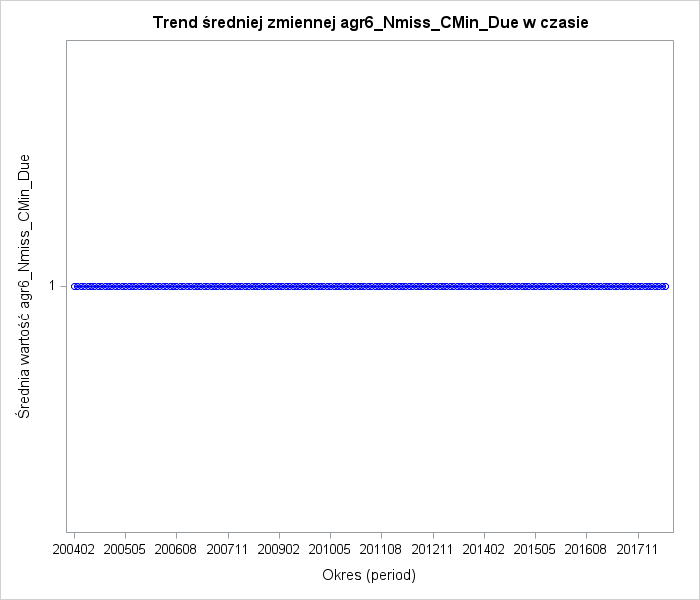 Trend średniej zmiennej agr6_Nmiss_CMin_Due w czasie
Średnia wartość agr6_Nmiss_CMin_Due
1
200402 200505 200608 200711 200902 201005 201108 201211 201402 201505 201608 201711
Okres (period)